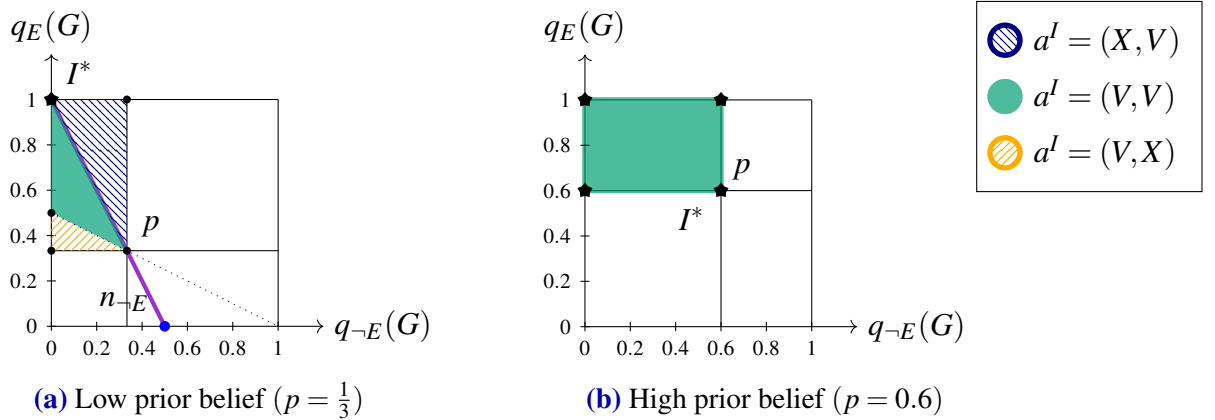 q_E(G)
I*
1
0.8
0.6
0.4
0.2
0
p
n_¬E
0 0.2 0.4 0.6 0.8 1
q_¬E(G)
(a) Low prior belief (p = 1/3)
q_E(G)
1
0.8
0.6
0.4
0.2
0
p
I*
0 0.2 0.4 0.6 0.8 1
q_¬E(G)
(b) High prior belief (p = 0.6)
a^I = (X,V)
a^I = (V,V)
a^I = (V,X)